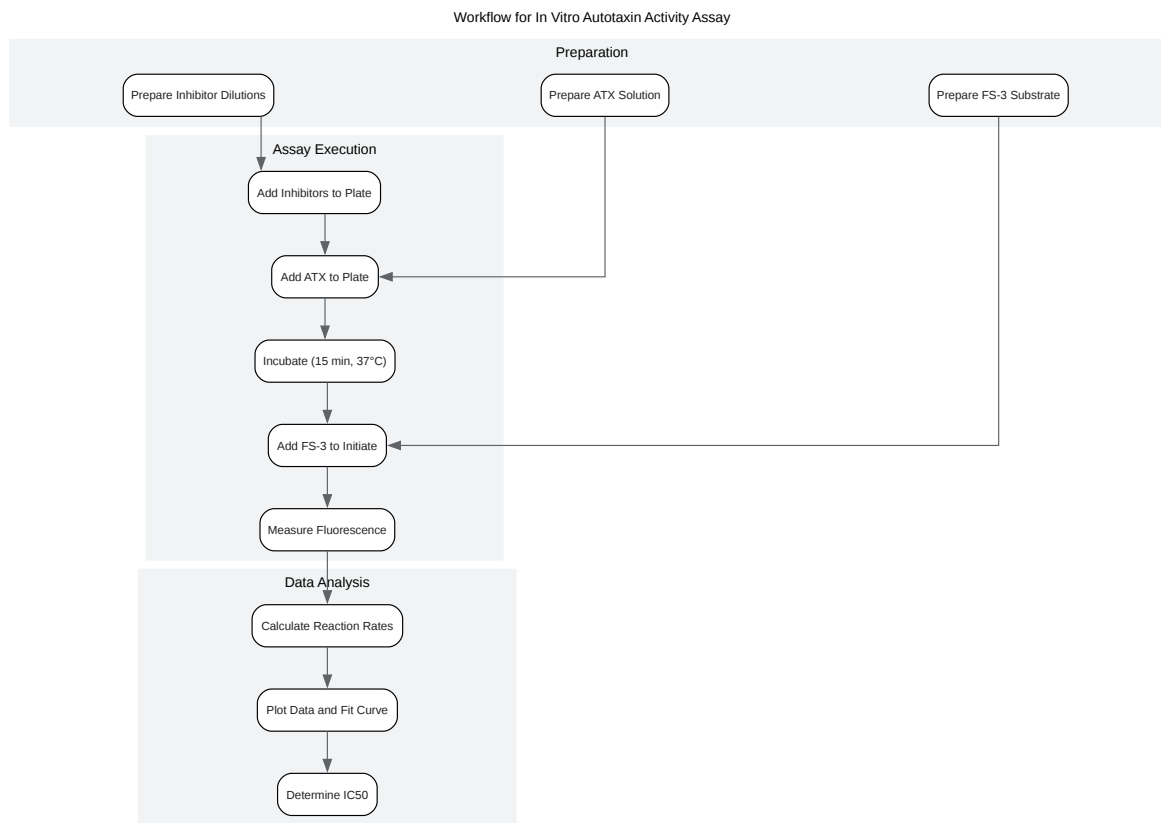 Workflow for In Vitro Autotaxin Activity Assay
Preparation
Prepare Inhibitor Dilutions
Prepare ATX Solution
Prepare FS-3 Substrate
Assay Execution
Add Inhibitors to Plate
Add ATX to Plate
Incubate (15 min, 37°C)
Add FS-3 to Initiate
Measure Fluorescence
Data Analysis
Calculate Reaction Rates
Plot Data and Fit Curve
Determine IC50